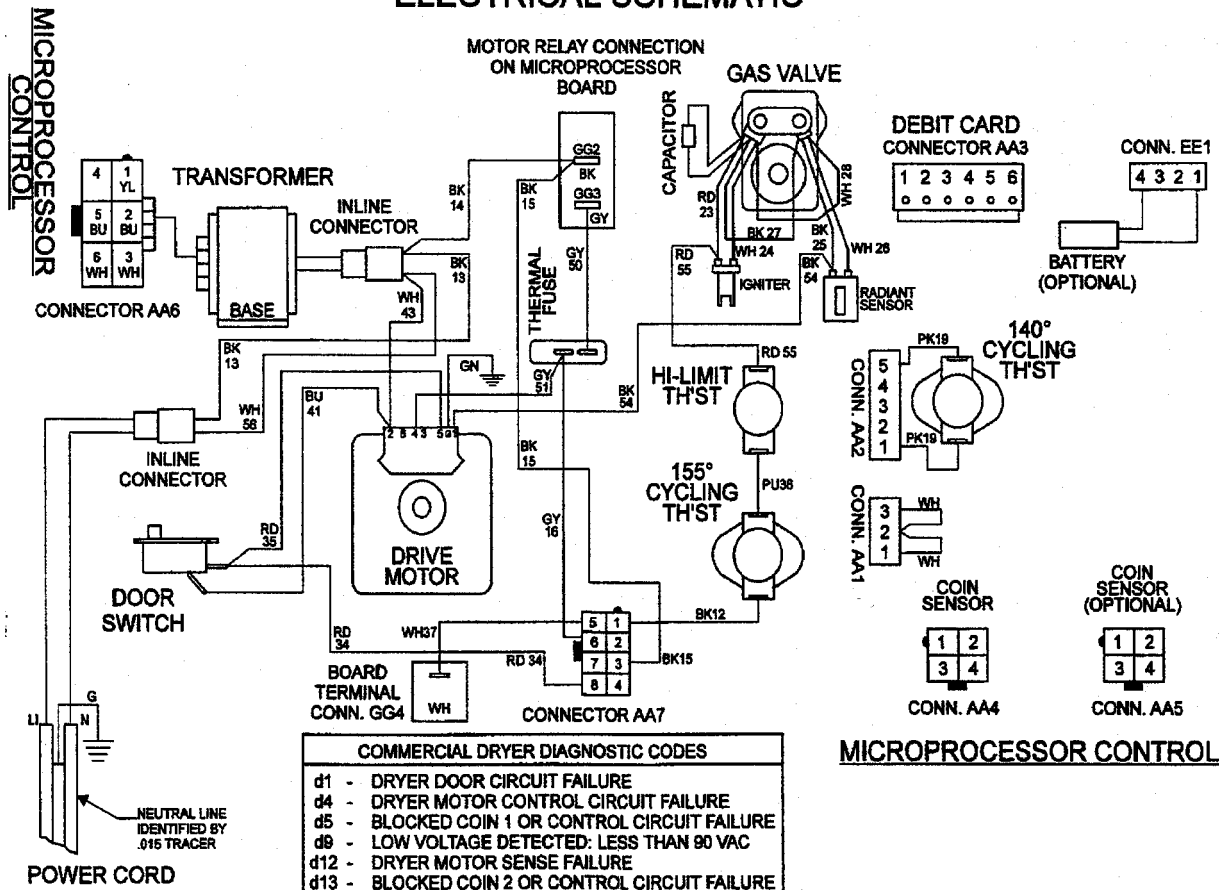 ELECTRICAL SCHEMATIC
MICROPROCESSOR
CONTROL
MOTOR RELAY CONNECTION
ON MICROPROCESSOR
BOARD
GAS VALVE
CAPACITOR
DEBIT CARD
CONNECTOR AA3
1 2 3 4 5 6
CONN. EE1
4 3 2 1
BATTERY
(OPTIONAL)
4
1
YL
5
BU
2
BU
6
WH
3
WH
CONNECTOR AA6
TRANSFORMER
BASE
INLINE
CONNECTOR
BK
14
BK
13
WH
43
BK
13
WH
56
GG2
BK
GG3
GY
BK
15
GY
50
THERMAL
FUSE
GY
51
RD
23
BK 27
WH 24
WH 28
BK
25
WH 26
RD
55
BK
54
IGNITER
RADIANT
SENSOR
RD 55
HI-LIMIT
TH'ST
PU36
155°
CYCLING
TH'ST
BK12
140°
CYCLING
TH'ST
PK19
PK19
5
4
3
2
1
CONN. AA2
3
2
1
WH
WH
CONN. AA1
INLINE
CONNECTOR
GN
BU
41
BK
54
BK
15
GY
16
DRIVE
MOTOR
RD
35
DOOR
SWITCH
RD
34
WH37
RD 34
BK15
BOARD
TERMINAL
CONN. GG4
WH
5 1
6 2
7 3
8 4
CONNECTOR AA7
COIN
SENSOR
1 2
3 4
CONN. AA4
COIN
SENSOR
(OPTIONAL)
1 2
3 4
CONN. AA5
MICROPROCESSOR CONTROL
G
L1
N
NEUTRAL LINE
IDENTIFIED BY
.015 TRACER
POWER CORD
COMMERCIAL DRYER DIAGNOSTIC CODES
d1 - DRYER DOOR CIRCUIT FAILURE
d4 - DRYER MOTOR CONTROL CIRCUIT FAILURE
d5 - BLOCKED COIN 1 OR CONTROL CIRCUIT FAILURE
d9 - LOW VOLTAGE DETECTED: LESS THAN 90 VAC
d12 - DRYER MOTOR SENSE FAILURE
d13 - BLOCKED COIN 2 OR CONTROL CIRCUIT FAILURE